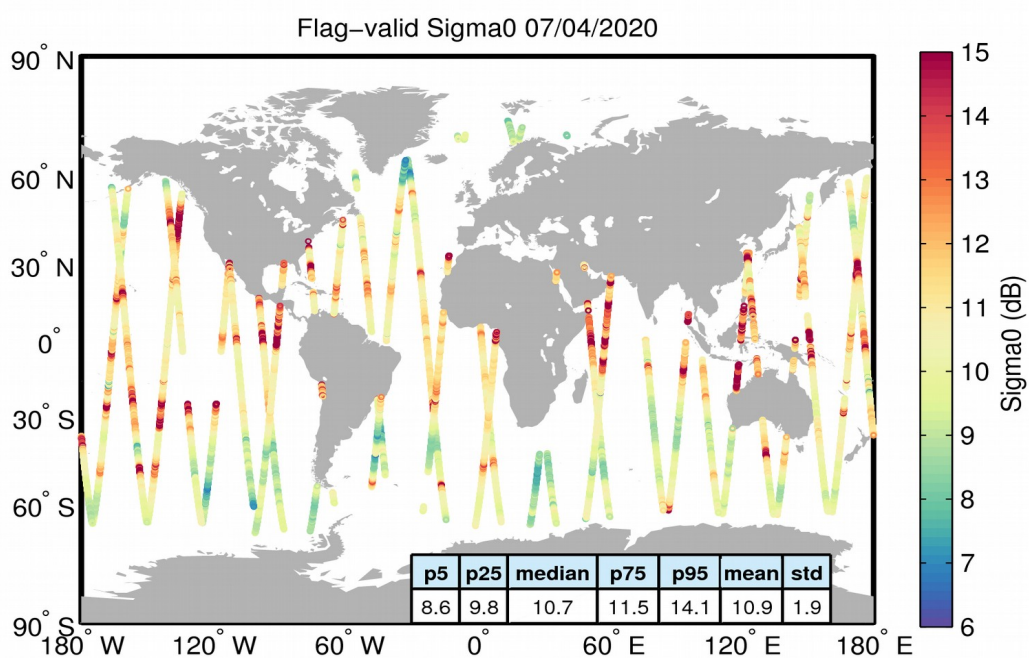 Flag-valid Sigma0 07/04/2020
90° N
60° N
30° N
0°
30° S
60° S
90° S
180° W
120° W
60° W
0°
60° E
120° E
180° E
15
14
13
12
11
10
9
8
7
6
Sigma0 (dB)
p5 p25 median p75 p95 mean std
8.6 9.8 10.7 11.5 14.1 10.9 1.9